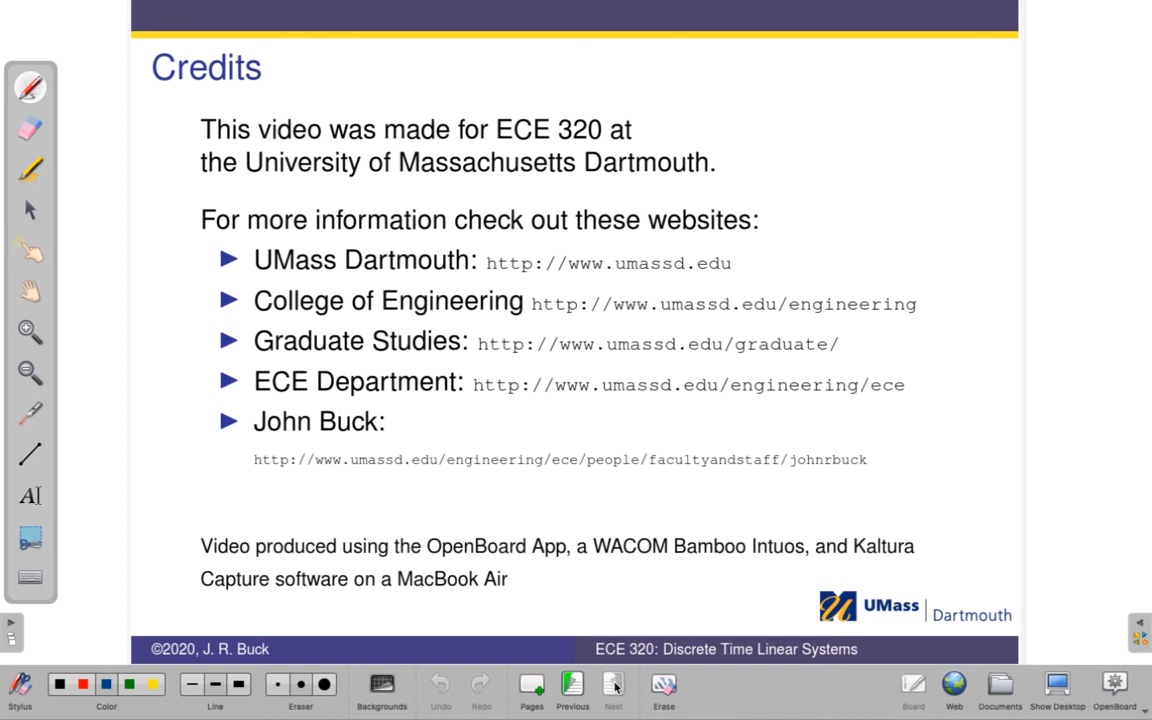 Credits
This video was made for ECE 320 at
the University of Massachusetts Dartmouth.
For more information check out these websites:
UMass Dartmouth: http://www.umassd.edu
College of Engineering http://www.umassd.edu/engineering
Graduate Studies: http://www.umassd.edu/graduate/
ECE Department: http://www.umassd.edu/engineering/ece
John Buck:
http://www.umassd.edu/engineering/ece/people/facultyandstaff/johnrbuck
Video produced using the OpenBoard App, a WACOM Bamboo Intuos, and Kaltura
Capture software on a MacBook Air
UMass Dartmouth
©2020, J. R. Buck ECE 320: Discrete Time Linear Systems
Stylus Color Line Eraser Backgrounds Undo Redo Pages Previous Next Erase Board Web Documents Show Desktop OpenBoard